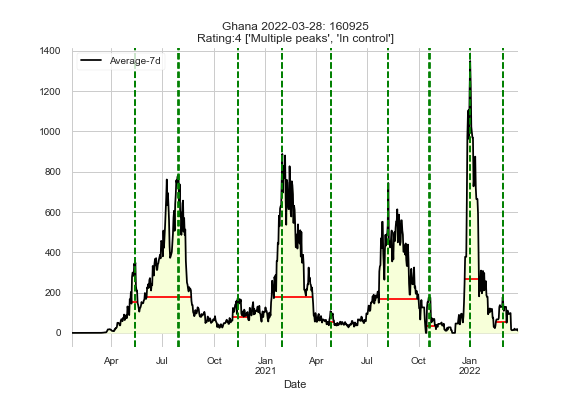 Ghana 2022-03-28: 160925
Rating:4 ['Multiple peaks', 'In control']
1400
Average-7d
1200
1000
800
600
400
200
0
Apr Jul Oct Jan Apr Jul Oct Jan
2021 2022
Date